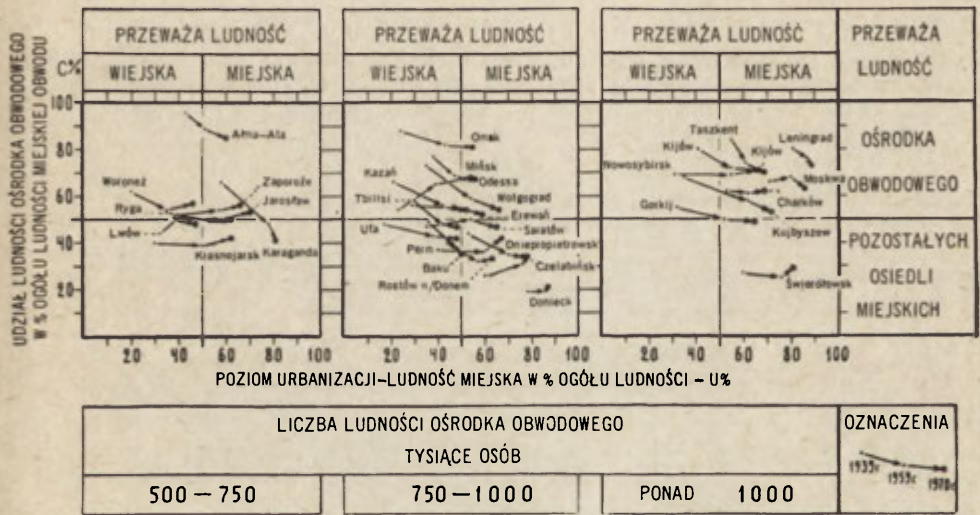 UDZIAŁ LUDNOŚCI OŚRODKA OBWODOWEGO
W % OGÓŁU LUDNOŚCI MIEJSKIEJ OBWODU
PRZEWAŻA LUDNOŚĆ
WIEJSKA MIEJSKA
PRZEWAŻA LUDNOŚĆ
WIEJSKA MIEJSKA
PRZEWAŻA LUDNOŚĆ
WIEJSKA MIEJSKA
PRZEWAŻA
LUDNOŚĆ
OŚRODKA
OBWODOWEGO
POZOSTAŁYCH
OSIEDLI
MIEJSKICH
C%
100
80
60
40
20
Ałma-Ata
Woroneż
Zaporoże
Ryga
Jarosław
Lwów
Krasnojarsk
Karaganda
Omsk
Mińsk
Kazań
Odessa
Tbilisi
Wołgograd
Erewań
Ufa
Saratów
Perm
Dniepropietrowsk
Baku
Czelabińsk
Rostów n/Donem
Donieck
Taszkent
Leningrad
Kijów
Kijów
Nowosybirsk
Moskwa
Charków
Gorkij
Kujbyszew
Świerdłowsk
20 40 60 80 100
20 40 60 80 100
20 40 60 80 100
POZIOM URBANIZACJI-LUDNOŚĆ MIEJSKA W % OGÓŁU LUDNOŚCI - U%
LICZBA LUDNOŚCI OŚRODKA OBWODOWEGO
TYSIĄCE OSÓB
500 — 750
750 — 1000
PONAD 1000
OZNACZENIA
1959r
1970r